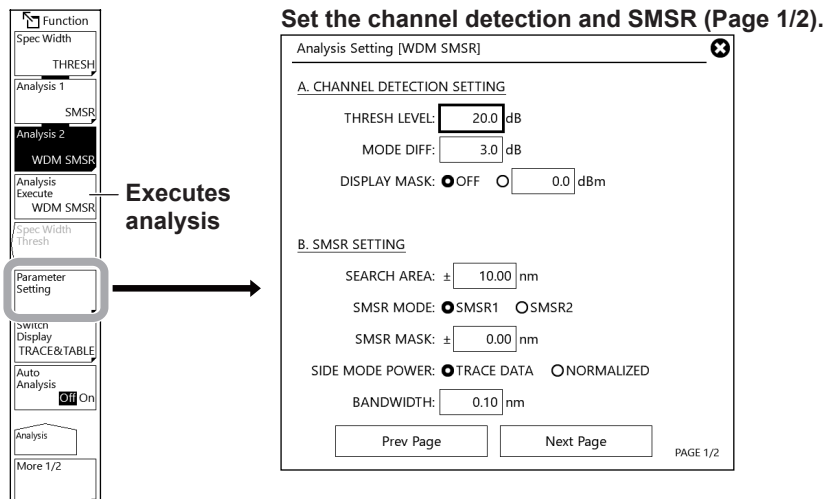 Function
Spec Width
THRESH
Analysis 1
SMSR
Analysis 2
WDM SMSR
Analysis
Execute
WDM SMSR
Spec Width
Thresh
Parameter
Setting
Switch
Display
TRACE&TABLE
Auto
Analysis
Off On
Analysis
More 1/2
Executes
analysis
Set the channel detection and SMSR (Page 1/2).
Analysis Setting [WDM SMSR]
A. CHANNEL DETECTION SETTING
THRESH LEVEL: 20.0 dB
MODE DIFF: 3.0 dB
DISPLAY MASK: OFF 0.0 dBm
B. SMSR SETTING
SEARCH AREA: ± 10.00 nm
SMSR MODE: SMSR1 SMSR2
SMSR MASK: ± 0.00 nm
SIDE MODE POWER: TRACE DATA NORMALIZED
BANDWIDTH: 0.10 nm
Prev Page Next Page
PAGE 1/2